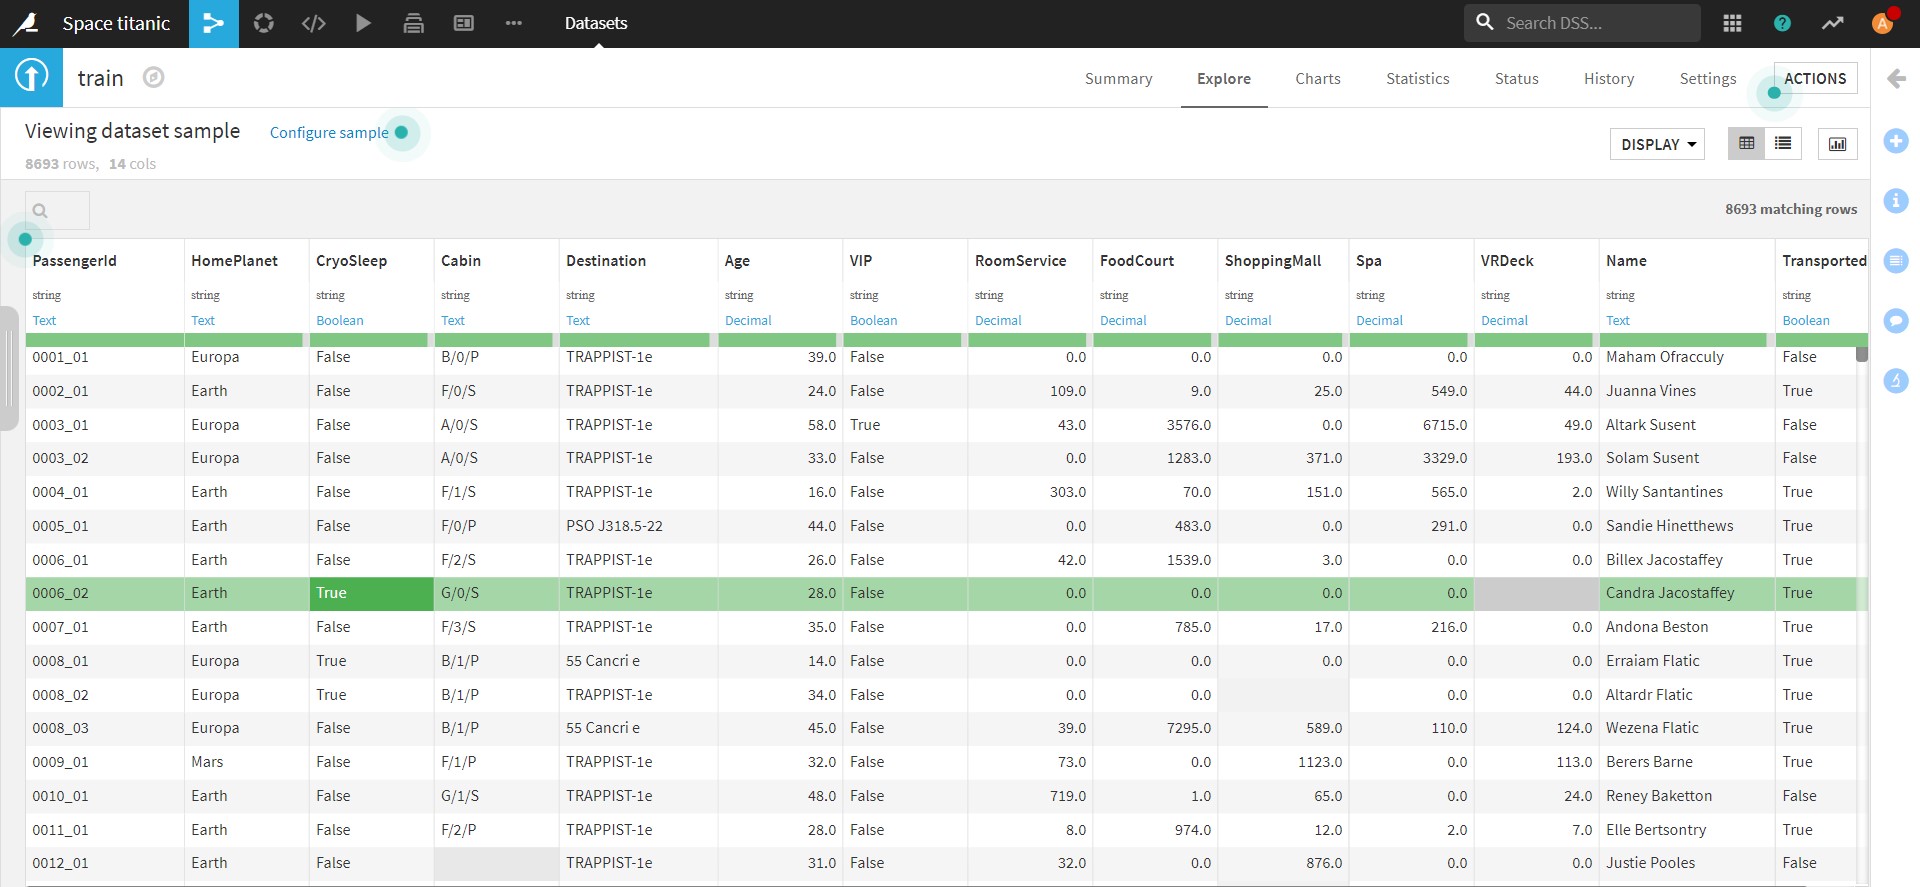 Space titanic Datasets Search DSS... ? A
train Summary Explore Charts Statistics Status History Settings ACTIONS
Viewing dataset sample Configure sample DISPLAY
8693 rows, 14 cols
8693 matching rows
PassengerId HomePlanet CryoSleep Cabin Destination Age VIP RoomService FoodCourt ShoppingMall Spa VRDeck Name Transported
string string string string string string string string string string string string string string
Text Text Boolean Text Text Decimal Boolean Decimal Decimal Decimal Decimal Decimal Text Boolean
0001_01 Europa False B/0/P TRAPPIST-1e 39.0 False 0.0 0.0 0.0 0.0 0.0 Maham Ofracculy False
0002_01 Earth False F/0/S TRAPPIST-1e 24.0 False 109.0 9.0 25.0 549.0 44.0 Juanna Vines True
0003_01 Europa False A/0/S TRAPPIST-1e 58.0 True 43.0 3576.0 0.0 6715.0 49.0 Altark Susent False
0003_02 Europa False A/0/S TRAPPIST-1e 33.0 False 0.0 1283.0 371.0 3329.0 193.0 Solam Susent False
0004_01 Earth False F/1/S TRAPPIST-1e 16.0 False 303.0 70.0 151.0 565.0 2.0 Willy Santantines True
0005_01 Earth False F/0/P PSO J318.5-22 44.0 False 0.0 483.0 0.0 291.0 0.0 Sandie Hinetthews True
0006_01 Earth False F/2/S TRAPPIST-1e 26.0 False 42.0 1539.0 3.0 0.0 0.0 Billex Jacostaffey True
0006_02 Earth True G/0/S TRAPPIST-1e 28.0 False 0.0 0.0 0.0 0.0 Candra Jacostaffey True
0007_01 Earth False F/3/S TRAPPIST-1e 35.0 False 0.0 785.0 17.0 216.0 0.0 Andona Beston True
0008_01 Europa True B/1/P 55 Cancri e 14.0 False 0.0 0.0 0.0 0.0 0.0 Erraiam Flatic True
0008_02 Europa True B/1/P TRAPPIST-1e 34.0 False 0.0 0.0 0.0 0.0 Altardr Flatic True
0008_03 Europa False B/1/P 55 Cancri e 45.0 False 39.0 7295.0 589.0 110.0 124.0 Wezena Flatic True
0009_01 Mars False F/1/P TRAPPIST-1e 32.0 False 73.0 0.0 1123.0 0.0 113.0 Berers Barne True
0010_01 Earth False G/1/S TRAPPIST-1e 48.0 False 719.0 1.0 65.0 0.0 24.0 Reney Baketton False
0011_01 Earth False F/2/P TRAPPIST-1e 28.0 False 8.0 974.0 12.0 2.0 7.0 Elle Bertsontry True
0012_01 Earth False TRAPPIST-1e 31.0 False 32.0 0.0 876.0 0.0 0.0 Justie Pooles False